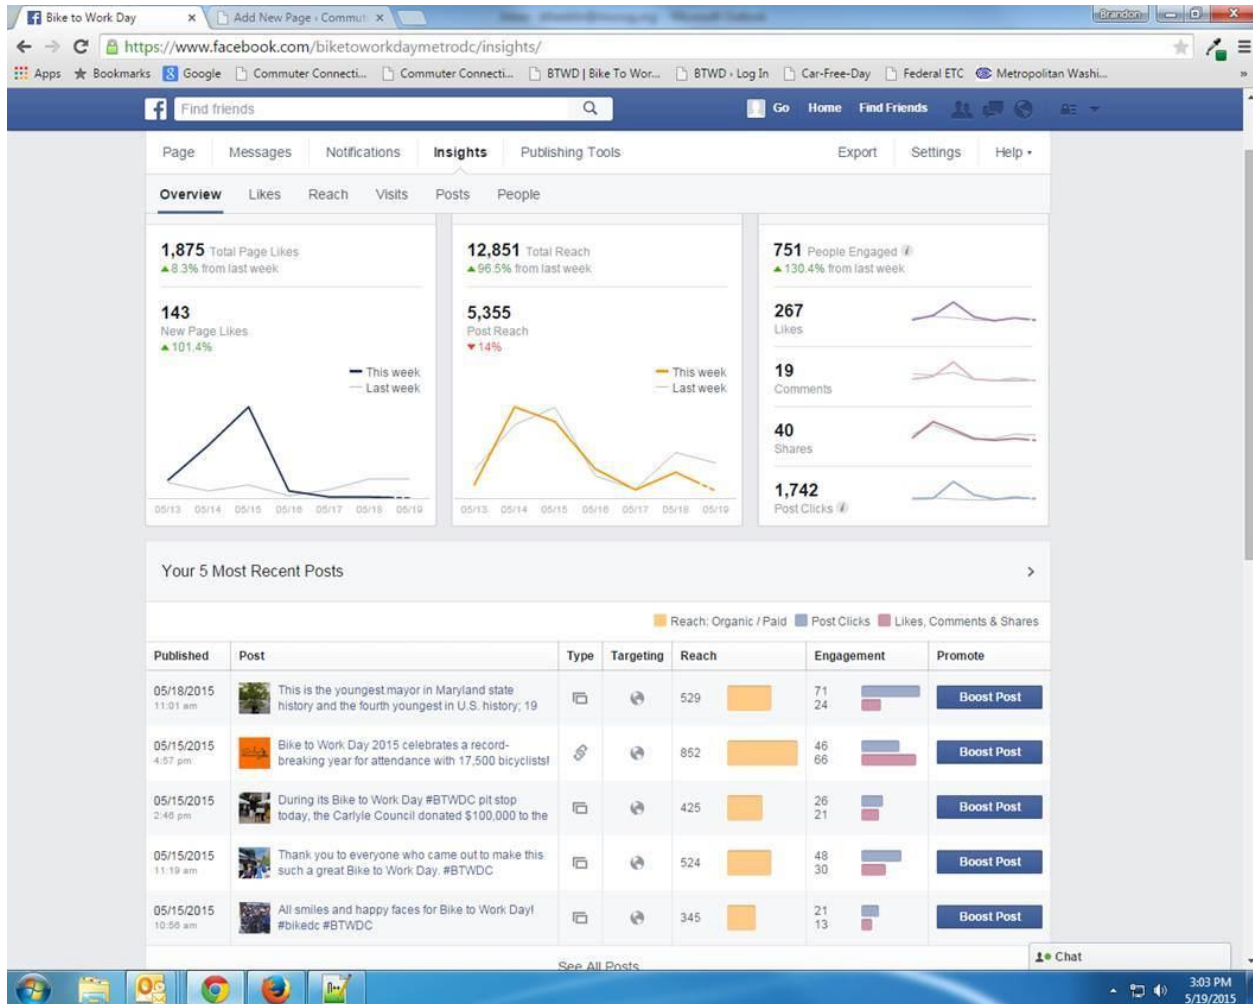 Bike to Work Day
Add New Page ‹ Commut
Brandon
https://www.facebook.com/biketoworkdaymetrodc/insights/
Apps Bookmarks Google Commuter Connecti... Commuter Connecti... BTWD | Bike To Wor... BTWD › Log In Car-Free-Day Federal ETC Metropolitan Washi... »
Find friends
Go Home Find Friends
Page Messages Notifications Insights Publishing Tools Export Settings Help
Overview Likes Reach Visits Posts People
1,875 Total Page Likes
▲8.3% from last week
143
New Page Likes
▲101.4%
This week
Last week
05/13 05/14 05/15 05/16 05/17 05/18 05/19
12,851 Total Reach
▲96.5% from last week
5,355
Post Reach
▼14%
This week
Last week
05/13 05/14 05/15 05/16 05/17 05/18 05/19
751 People Engaged
▲130.4% from last week
267
Likes
19
Comments
40
Shares
1,742
Post Clicks
Your 5 Most Recent Posts
Reach: Organic / Paid Post Clicks Likes, Comments & Shares
Published Post Type Targeting Reach Engagement Promote
05/18/2015
11:01 am
This is the youngest mayor in Maryland state
history and the fourth youngest in U.S. history; 19
529
71
24
Boost Post
05/15/2015
4:57 pm
Bike to Work Day 2015 celebrates a record-
breaking year for attendance with 17,500 bicyclists!
852
46
66
Boost Post
05/15/2015
2:46 pm
During its Bike to Work Day #BTWDC pit stop
today, the Carlyle Council donated $100,000 to the
425
26
21
Boost Post
05/15/2015
11:19 am
Thank you to everyone who came out to make this
such a great Bike to Work Day. #BTWDC
524
48
30
Boost Post
05/15/2015
10:56 am
All smiles and happy faces for Bike to Work Day!
#bikedc #BTWDC
345
21
13
Boost Post
See All Posts
Chat
3:03 PM
5/19/2015